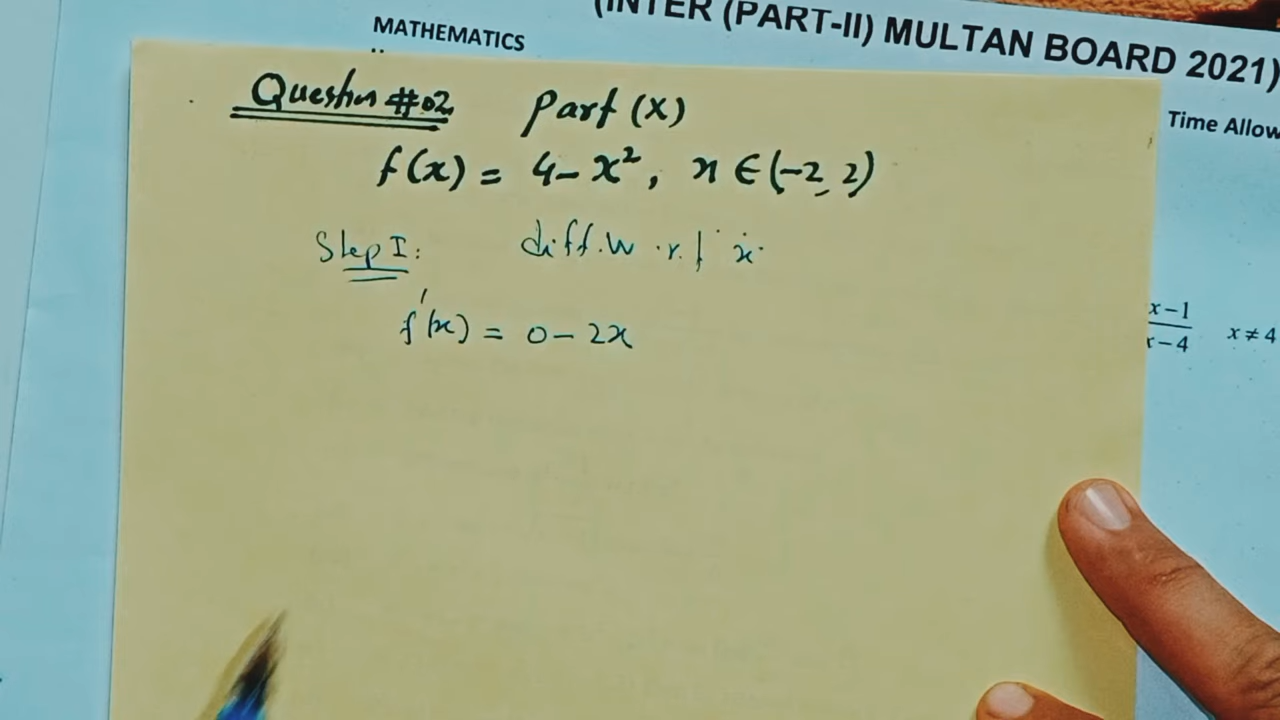 (INTER (PART-II) MULTAN BOARD 2021)
MATHEMATICS
Time Allow
Question #02 Part (X)
f(x) = 4-x², x ∈ (-2, 2)
Step I: diff. w.r.t 'x'
f'(x) = 0 - 2x
x-1
x-4
x ≠ 4